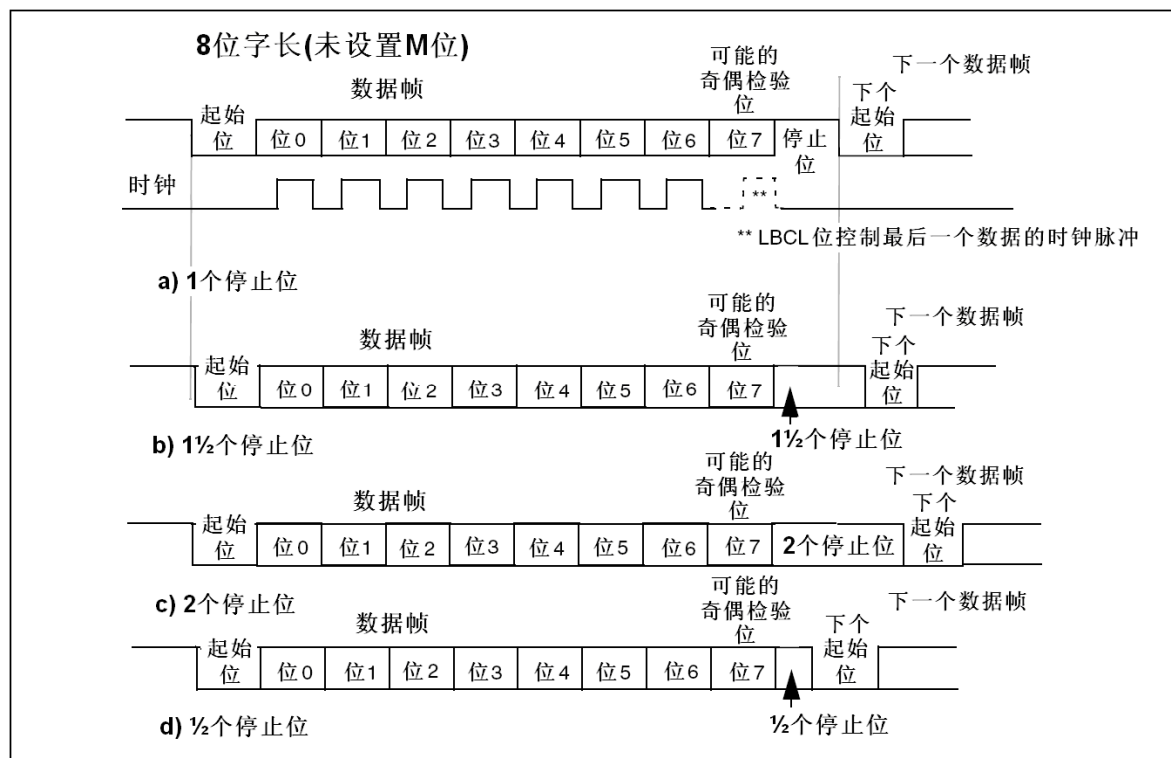 8位字长(未设置M位)
可能的
奇偶检验
位
下一个数据帧
数据帧
下个
起始
位
起始
位
位0
位1
位2
位3
位4
位5
位6
位7
停止
位
时钟
**
** LBCL位控制最后一个数据的时钟脉冲
a) 1个停止位
可能的
奇偶检验
位
下一个数据帧
数据帧
下个
起始
位
起始
位
位0
位1
位2
位3
位4
位5
位6
位7
1½个停止位
b) 1½个停止位
可能的
奇偶检验
位
下一个数据帧
数据帧
下个
起始
位
起始
位
位0
位1
位2
位3
位4
位5
位6
位7
2个停止位
c) 2个停止位
可能的
奇偶检验
位
下一个数据帧
数据帧
下个
起始
位
起始
位
位0
位1
位2
位3
位4
位5
位6
位7
½个停止位
d) ½个停止位